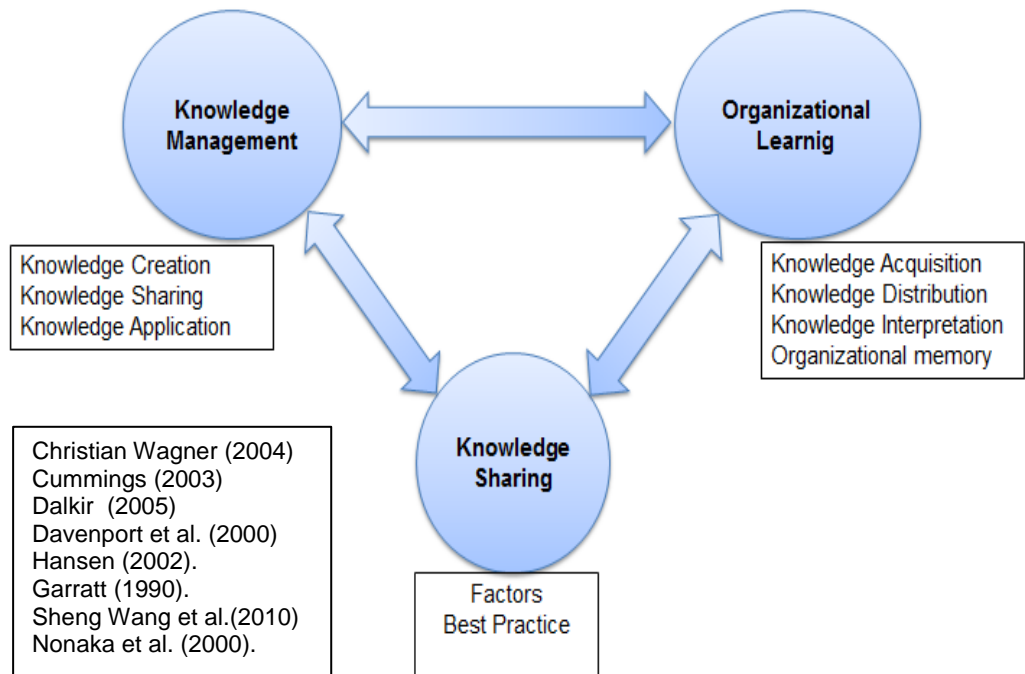 Knowledge
Management
Organizational
Learnig
Knowledge Creation
Knowledge Sharing
Knowledge Application
Knowledge Acquisition
Knowledge Distribution
Knowledge Interpretation
Organizational memory
Knowledge
Sharing
Factors
Best Practice
Christian Wagner (2004)
Cummings (2003)
Dalkir (2005)
Davenport et al. (2000)
Hansen (2002).
Garratt (1990).
Sheng Wang et al.(2010)
Nonaka et al. (2000).